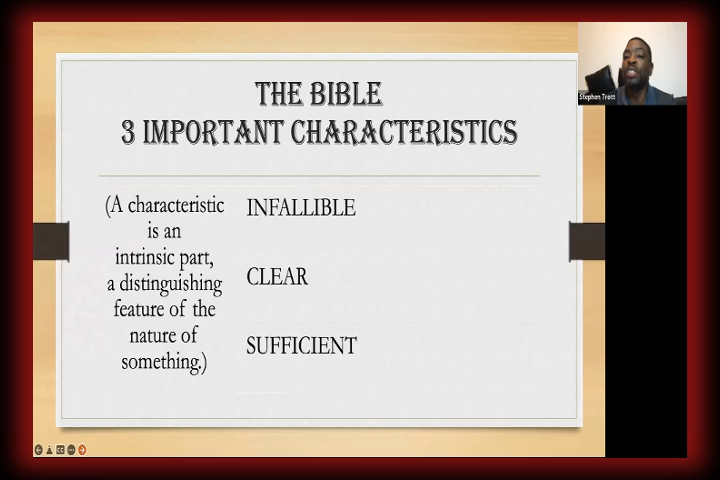 THE BIBLE
3 IMPORTANT CHARACTERISTICS
(A characteristic
is an
intrinsic part,
a distinguishing
feature of the
nature of
something.)
INFALLIBLE
CLEAR
SUFFICIENT
Stephen Trott